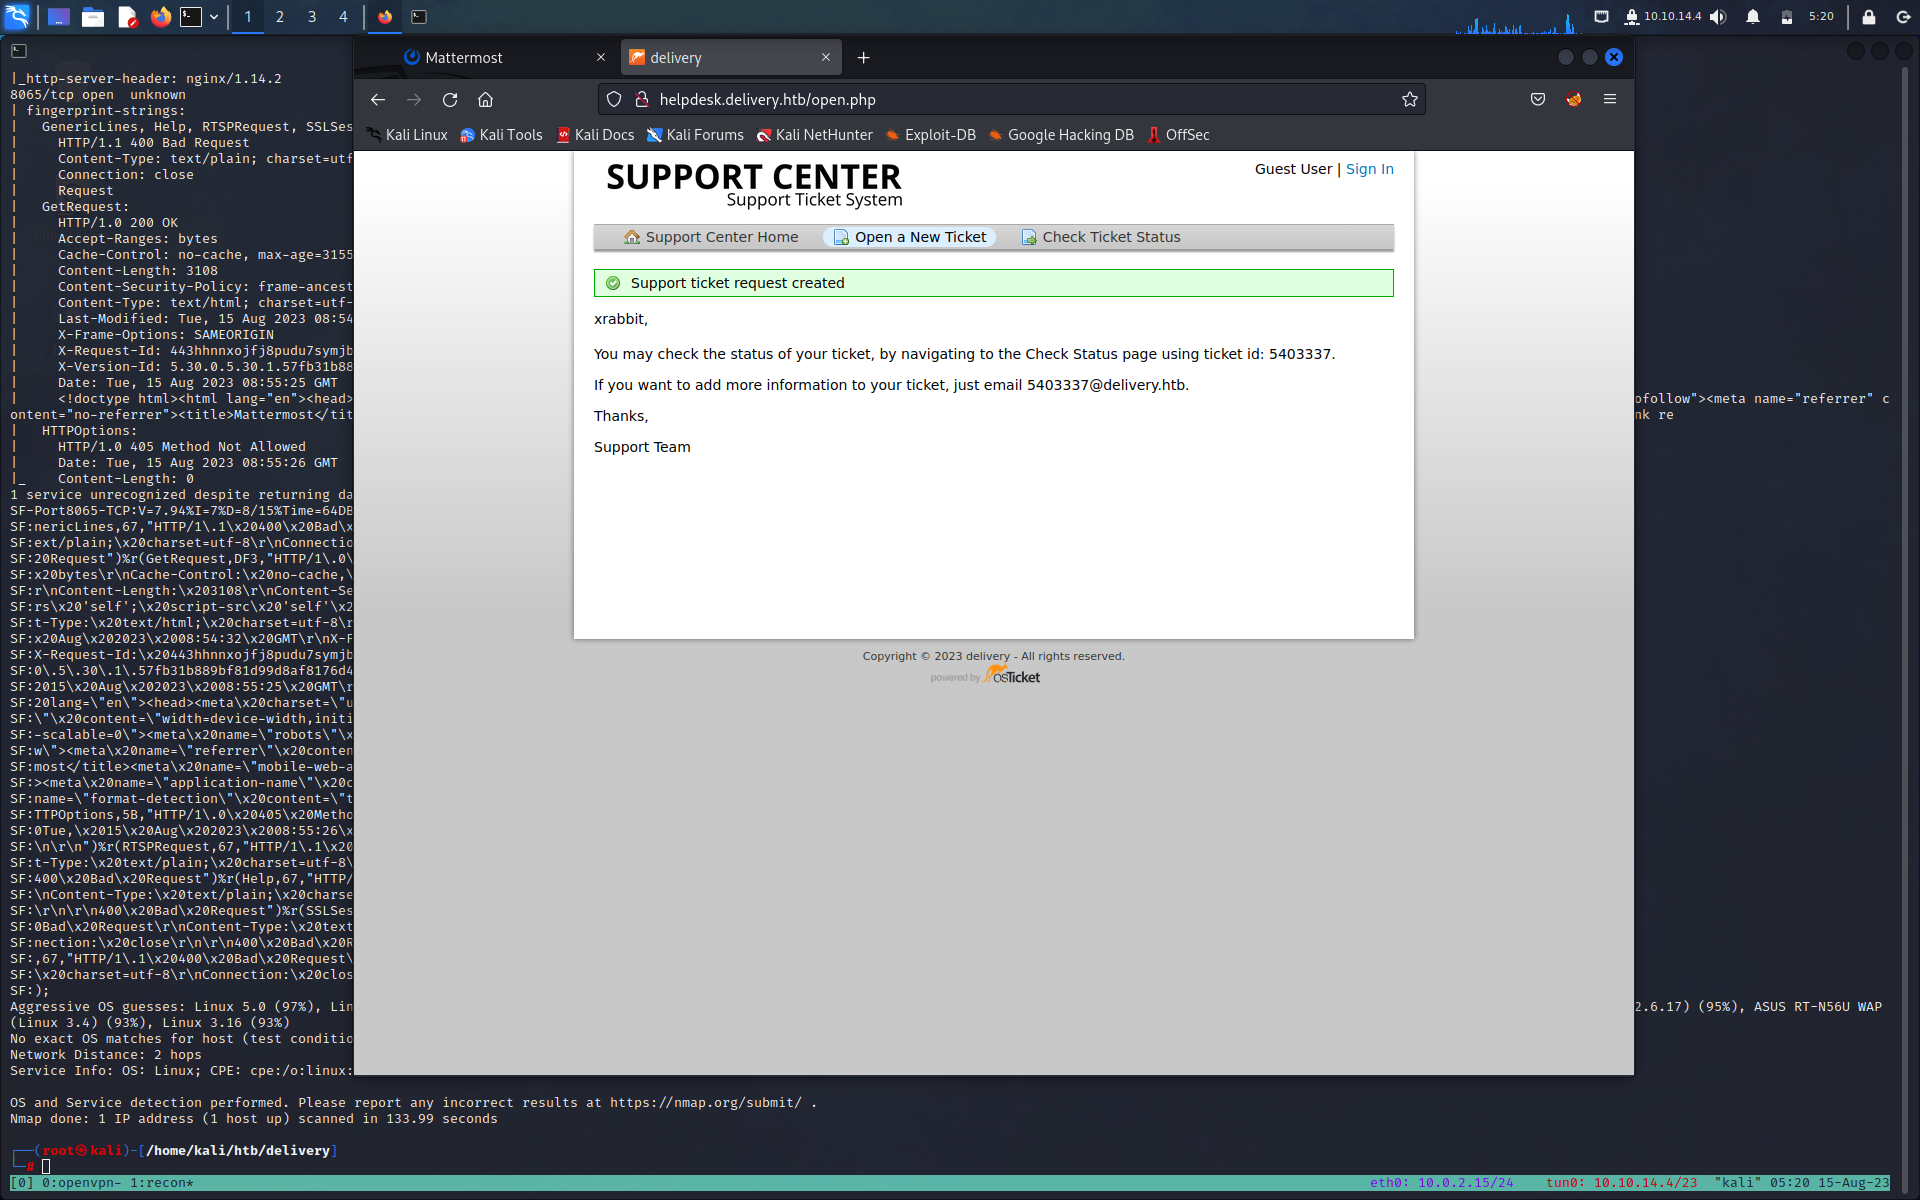 1
2
3
4
10.10.14.4
5:20
Mattermost
delivery
helpdesk.delivery.htb/open.php
Kali Linux
Kali Tools
Kali Docs
Kali Forums
Kali NetHunter
Exploit-DB
Google Hacking DB
OffSec
SUPPORT CENTER
Support Ticket System
Guest User | Sign In
Support Center Home
Open a New Ticket
Check Ticket Status
Support ticket request created
xrabbit,
You may check the status of your ticket, by navigating to the Check Status page using ticket id: 5403337.
If you want to add more information to your ticket, just email 5403337@delivery.htb.
Thanks,
Support Team
Copyright © 2023 delivery - All rights reserved.
powered by osTicket
|_http-server-header: nginx/1.14.2
8065/tcp open  unknown
| fingerprint-strings:
|   GenericLines, Help, RTSPRequest, SSLSes
|     HTTP/1.1 400 Bad Request
|     Content-Type: text/plain; charset=utf
|     Connection: close
|     Request
|   GetRequest:
|     HTTP/1.0 200 OK
|     Accept-Ranges: bytes
|     Cache-Control: no-cache, max-age=3155
|     Content-Length: 3108
|     Content-Security-Policy: frame-ancest
|     Content-Type: text/html; charset=utf-
|     Last-Modified: Tue, 15 Aug 2023 08:54
|     X-Frame-Options: SAMEORIGIN
|     X-Request-Id: 443hhnnxojfj8pudu7symjb
|     X-Version-Id: 5.30.0.5.30.1.57fb31b88
|     Date: Tue, 15 Aug 2023 08:55:25 GMT
|     <!doctype html><html lang="en"><head> ofollow"><meta name="referrer" c
ontent="no-referrer"><title>Mattermost</tit nk re
|   HTTPOptions:
|     HTTP/1.0 405 Method Not Allowed
|     Date: Tue, 15 Aug 2023 08:55:26 GMT
|_    Content-Length: 0
1 service unrecognized despite returning da
SF-Port8065-TCP:V=7.94%I=7%D=8/15%Time=64DB
SF:nericLines,67,"HTTP/1\.1\x20400\x20Bad\x
SF:ext/plain;\x20charset=utf-8\r\nConnectio
SF:20Request")%r(GetRequest,DF3,"HTTP/1\.0\
SF:x20bytes\r\nCache-Control:\x20no-cache,\
SF:r\nContent-Length:\x203108\r\nContent-Se
SF:rs\x20'self';\x20script-src\x20'self'\x2
SF:t-Type:\x20text/html;\x20charset=utf-8\r
SF:x20Aug\x202023\x2008:54:32\x20GMT\r\nX-F
SF:X-Request-Id:\x20443hhnnxojfj8pudu7symjb
SF:0\.5\.30\.1\.57fb31b889bf81d99d8af8176d4
SF:2015\x20Aug\x202023\x2008:55:25\x20GMT\r
SF:20lang=\"en\"><head><meta\x20charset=\"u
SF:\"\x20content=\"width=device-width,initi
SF:-scalable=0\"><meta\x20name=\"robots\"\x
SF:w\"><meta\x20name=\"referrer\"\x20conten
SF:most</title><meta\x20name=\"mobile-web-a
SF:><meta\x20name=\"application-name\"\x20c
SF:name=\"format-detection\"\x20content=\"t
SF:TTPOptions,5B,"HTTP/1\.0\x20405\x20Metho
SF:0Tue,\x2015\x20Aug\x202023\x2008:55:26\x
SF:\n\r\n")%r(RTSPRequest,67,"HTTP/1\.1\x20
SF:t-Type:\x20text/plain;\x20charset=utf-8\
SF:400\x20Bad\x20Request")%r(Help,67,"HTTP/
SF:\nContent-Type:\x20text/plain;\x20charse
SF:\r\n\r\n400\x20Bad\x20Request")%r(SSLSes
SF:0Bad\x20Request\r\nContent-Type:\x20text
SF:nection:\x20close\r\n\r\n400\x20Bad\x20R
SF:,67,"HTTP/1\.1\x20400\x20Bad\x20Request\
SF:\x20charset=utf-8\r\nConnection:\x20clos
SF:);
Aggressive OS guesses: Linux 5.0 (97%), Lin 2.6.17) (95%), ASUS RT-N56U WAP
(Linux 3.4) (93%), Linux 3.16 (93%)
No exact OS matches for host (test conditio
Network Distance: 2 hops
Service Info: OS: Linux; CPE: cpe:/o:linux:
OS and Service detection performed. Please report any incorrect results at https://nmap.org/submit/ .
Nmap done: 1 IP address (1 host up) scanned in 133.99 seconds
┌──(root㉿kali)-[/home/kali/htb/delivery]
└─#
[0] 0:openvpn- 1:recon* eth0: 10.0.2.15/24 tun0: 10.10.14.4/23 "kali" 05:20 15-Aug-23